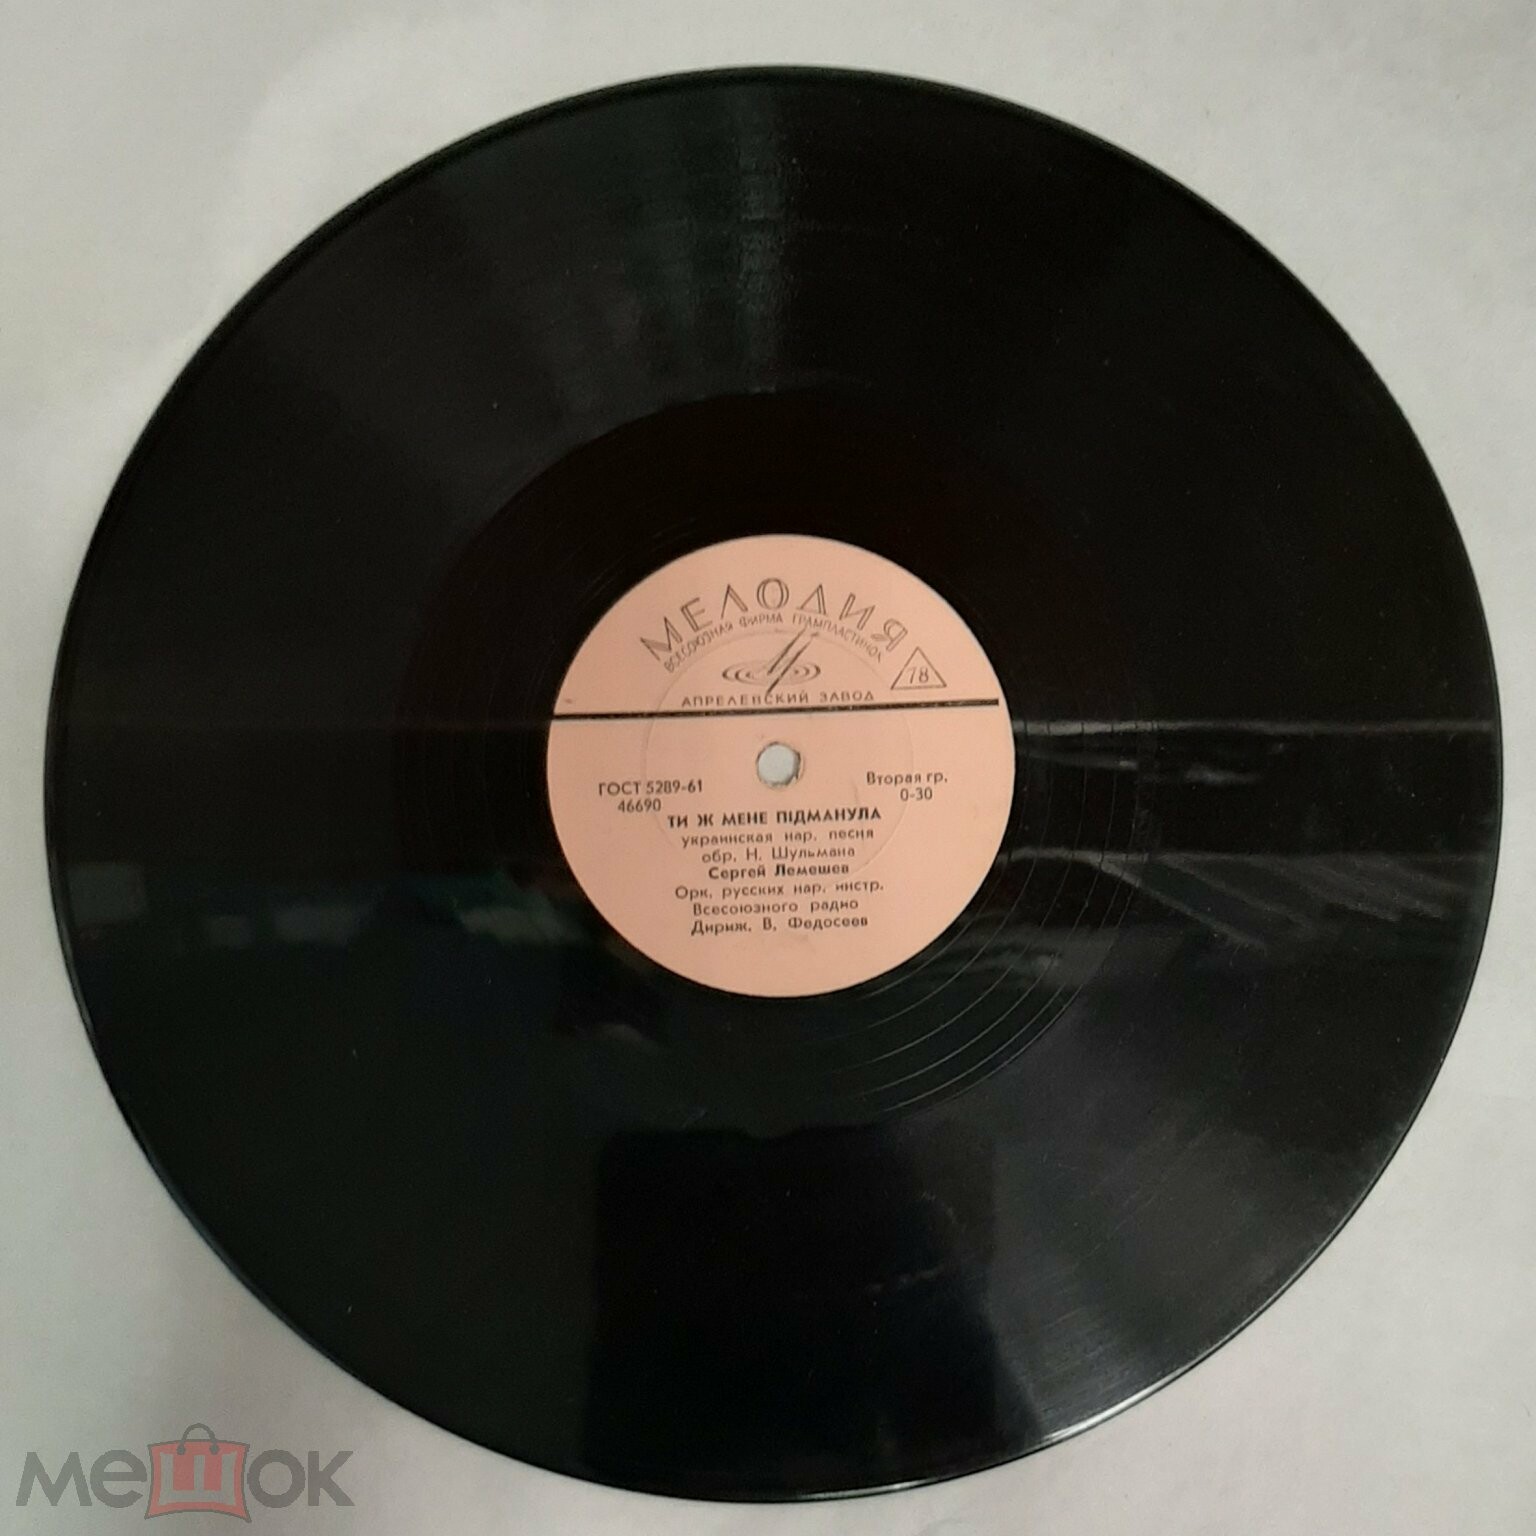 МЕЛОДИЯ
ВСЕСОЮЗНАЯ ФИРМА ГРАМПЛАСТИНОК
78
АПРЕЛЕВСКИЙ ЗАВОД
ГОСТ 5289-61
46690
Вторая гр.
0-30
ТИ Ж МЕНЕ ПІДМАНУЛА
украинская нар. песня
обр. Н. Шульмана
Сергей Лемешев
Орк. русских нар. инстр.
Всесоюзного радио
Дириж. В. Федосеев
мешок